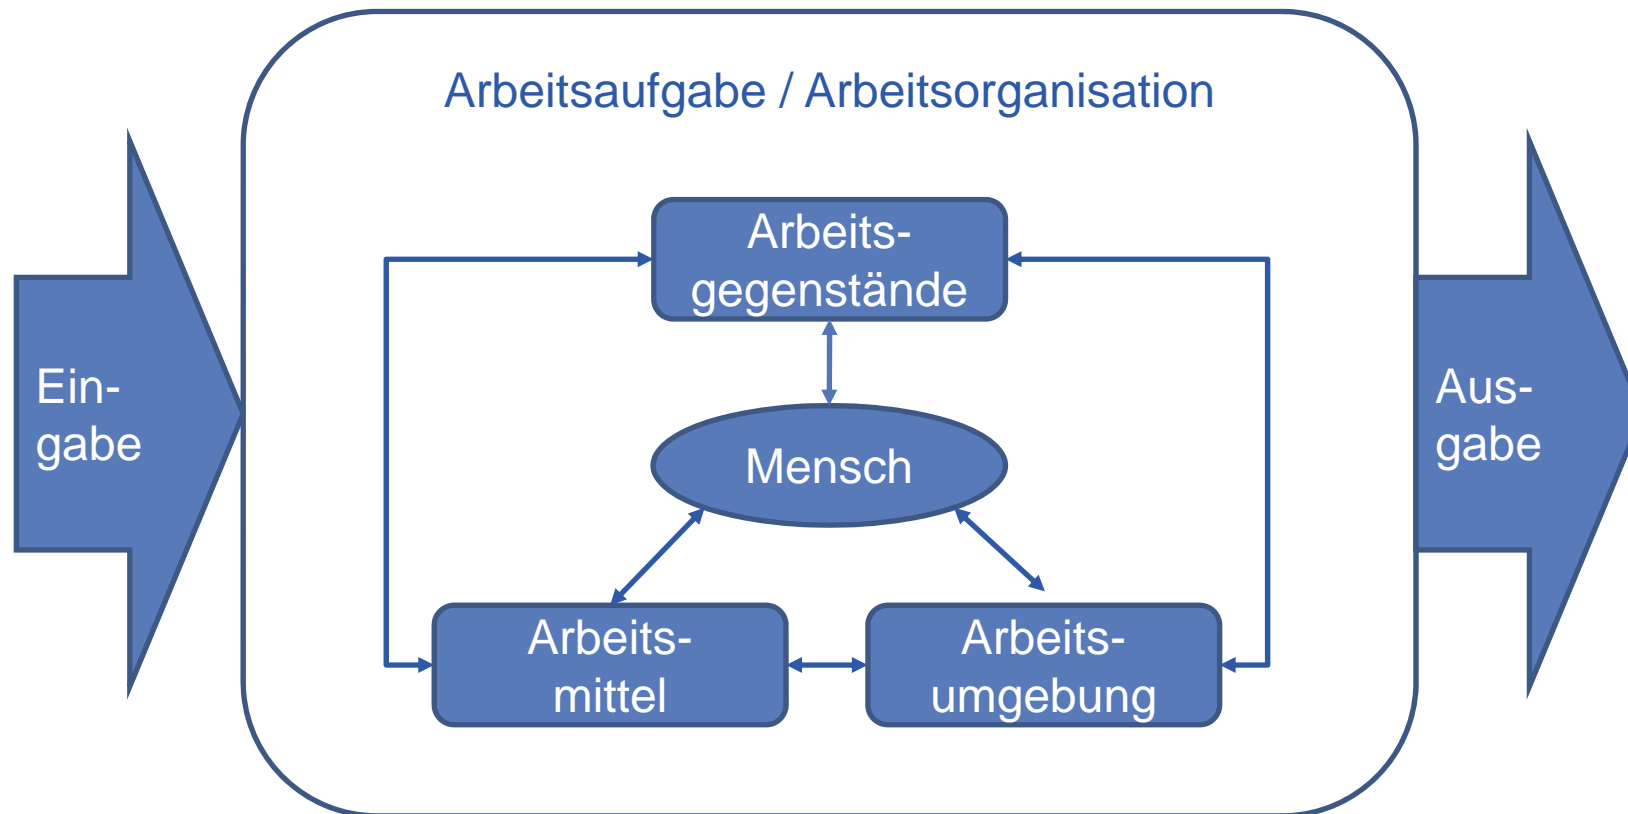 Arbeitsaufgabe / Arbeitsorganisation
Arbeits-
gegenstände
Ein-
gabe
Mensch
Aus-
gabe
Arbeits-
mittel
Arbeits-
umgebung